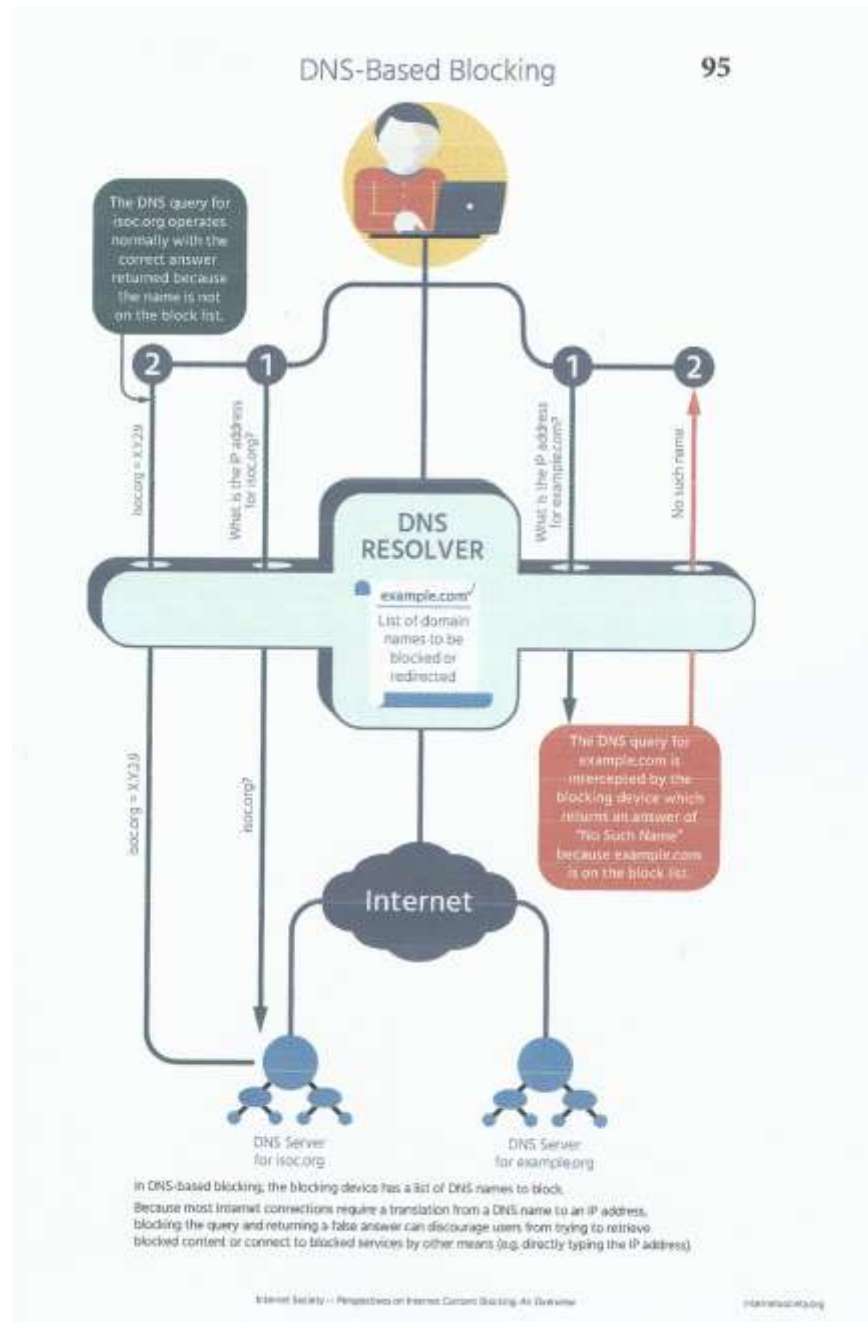 DNS-Based Blocking
95
The DNS query for
isoc.org operates
normally with the
correct answer
returned because
the name is not
on the block list.
2
1
1
2
isoc.org = X.Y.2.9
What is the IP address
for isoc.org?
What is the IP address
for example.com?
No such name
DNS
RESOLVER
example.com
List of domain
names to be
blocked or
redirected
isoc.org = X.Y.2.9
isoc.org?
The DNS query for
example.com is
intercepted by the
blocking device which
returns an answer of
"No Such Name"
because example.com
is on the block list.
Internet
DNS Server
for isoc.org
DNS Server
for example.org
In DNS-based blocking, the blocking device has a list of DNS names to block.
Because most Internet connections require a translation from a DNS name to an IP address,
blocking the query and returning a false answer can discourage users from trying to retrieve
blocked content or connect to blocked services by other means (e.g. directly typing the IP address).
Internet Society — Perspectives on Internet Content Blocking: An Overview
internetsociety.org